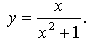 y = x / (x² + 1).